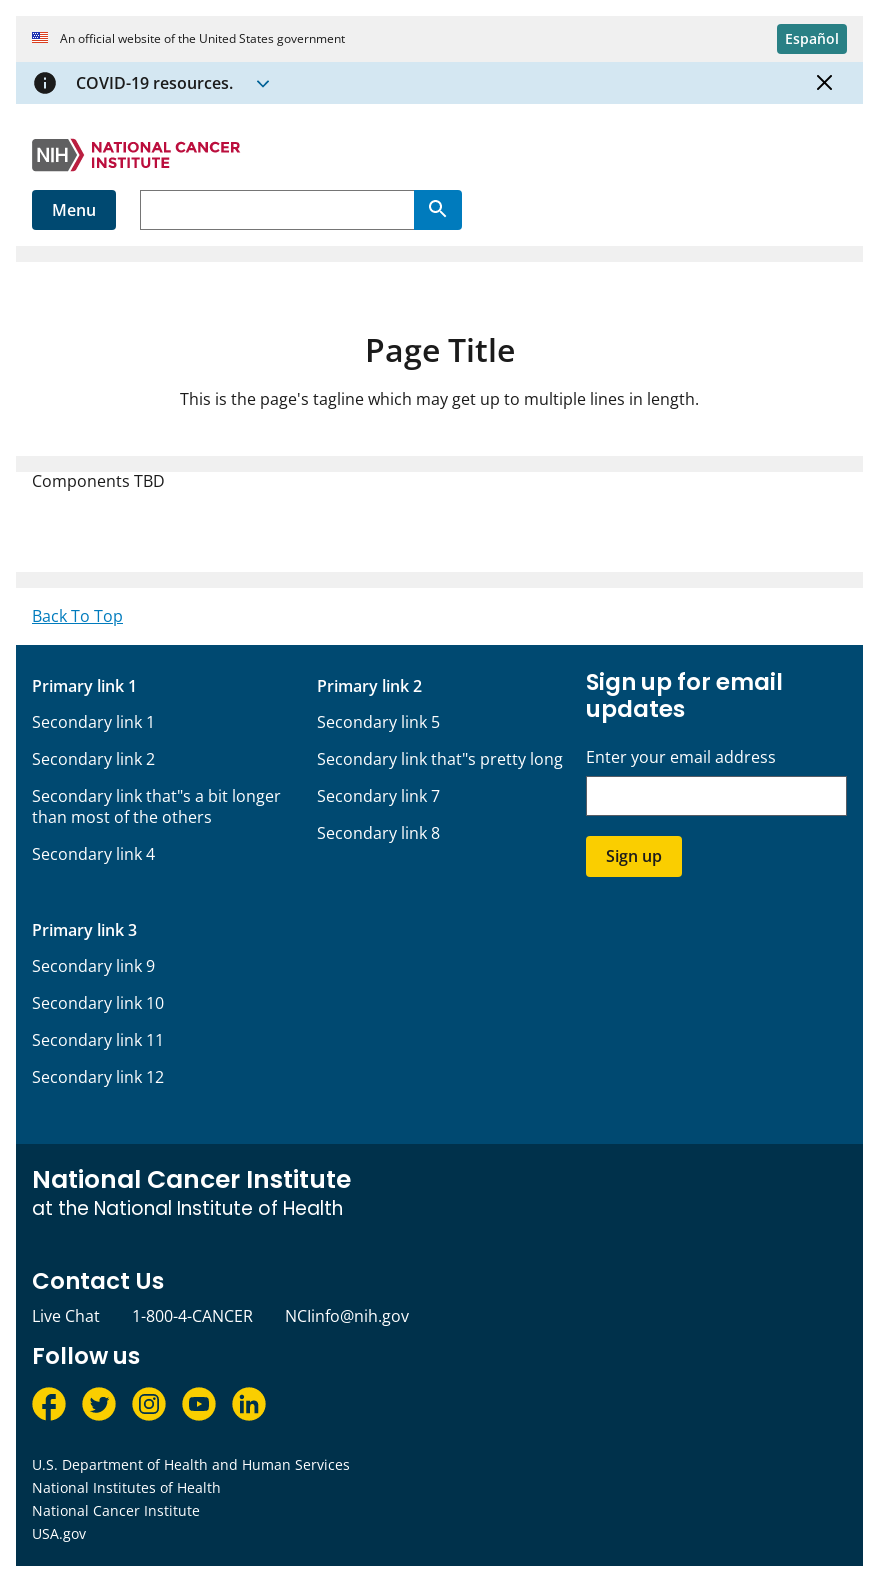 An official website of the United States government
Español
COVID-19 resources.
NIH NATIONAL CANCER
INSTITUTE
Menu
Page Title
This is the page's tagline which may get up to multiple lines in length.
Components TBD
Back To Top
Primary link 1
Secondary link 1
Secondary link 2
Secondary link that"s a bit longer
than most of the others
Secondary link 4
Primary link 2
Secondary link 5
Secondary link that"s pretty long
Secondary link 7
Secondary link 8
Primary link 3
Secondary link 9
Secondary link 10
Secondary link 11
Secondary link 12
Sign up for email
updates
Enter your email address
Sign up
National Cancer Institute
at the National Institute of Health
Contact Us
Live Chat 1-800-4-CANCER NCIinfo@nih.gov
Follow us
U.S. Department of Health and Human Services
National Institutes of Health
National Cancer Institute
USA.gov